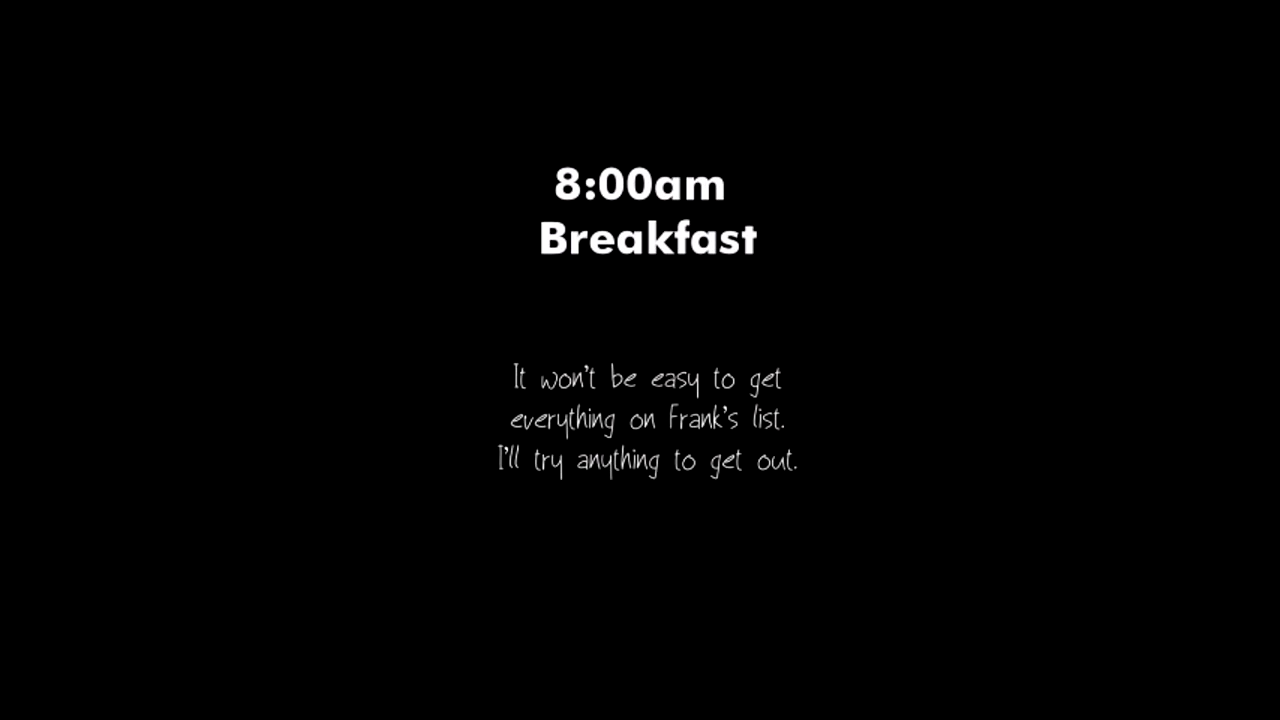 8:00am
Breakfast
It won't be easy to get
everything on Frank's list.
I'll try anything to get out.